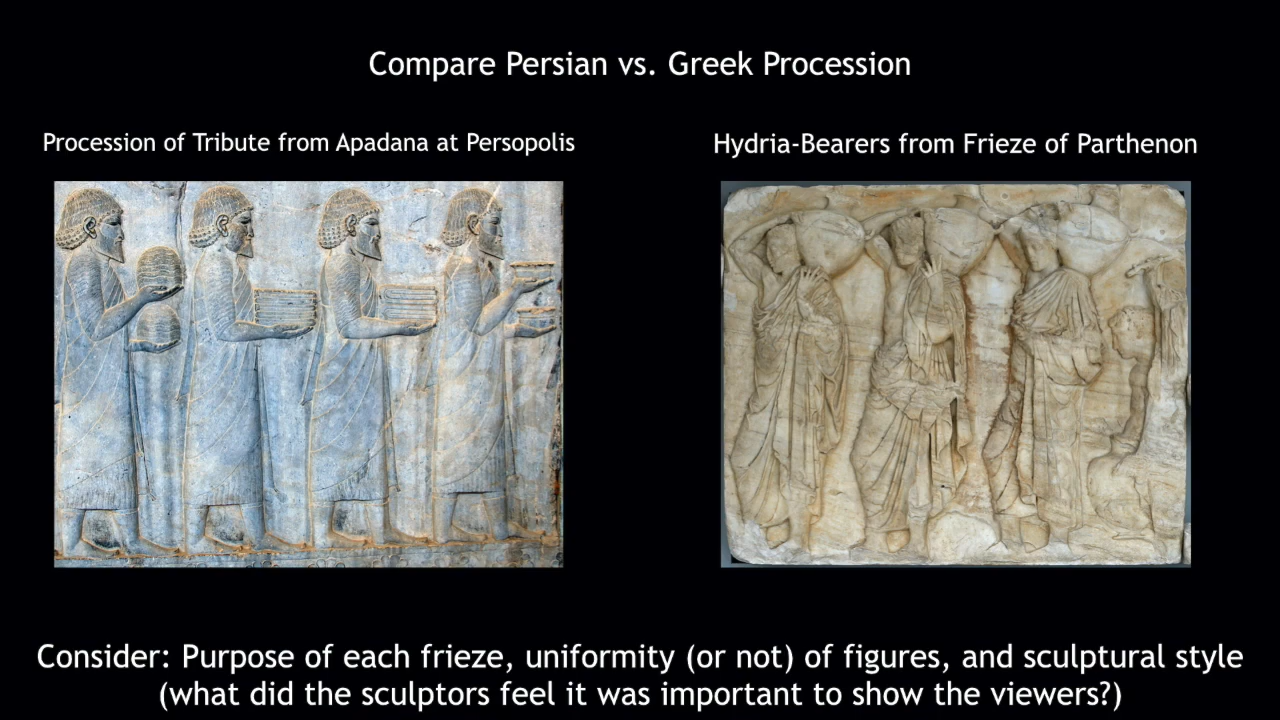 Compare Persian vs. Greek Procession
Procession of Tribute from Apadana at Persopolis
Hydria-Bearers from Frieze of Parthenon
Consider: Purpose of each frieze, uniformity (or not) of figures, and sculptural style
(what did the sculptors feel it was important to show the viewers?)